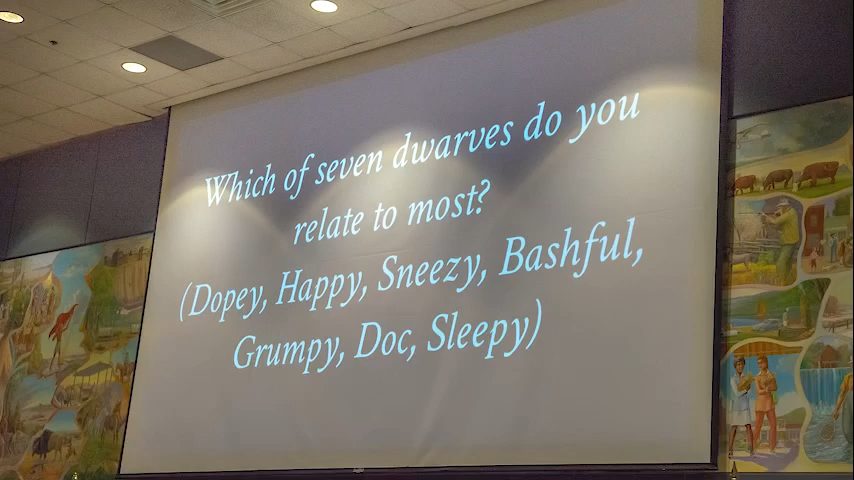 Which of seven dwarves do you
relate to most?
(Dopey, Happy, Sneezy, Bashful,
Grumpy, Doc, Sleepy)